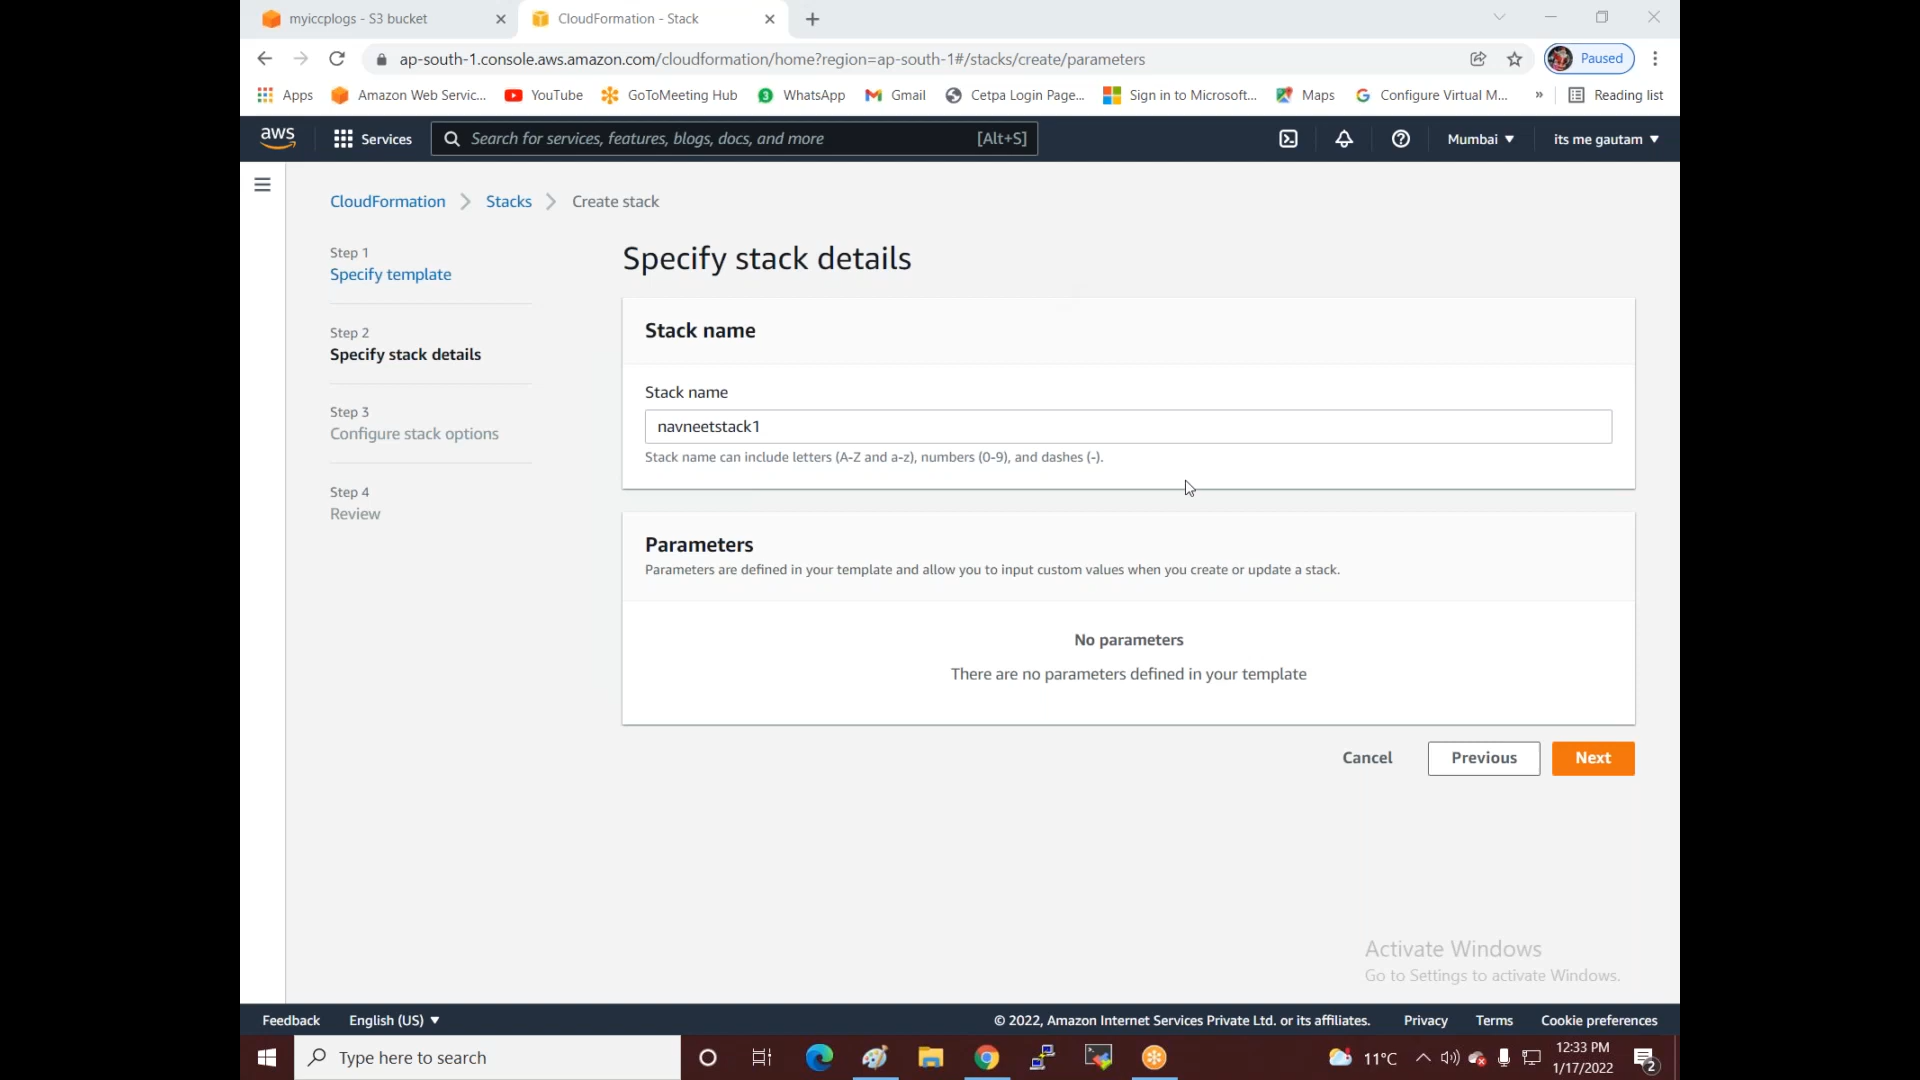 myiccplogs - S3 bucket
CloudFormation - Stack
ap-south-1.console.aws.amazon.com/cloudformation/home?region=ap-south-1#/stacks/create/parameters
Paused
Apps
Amazon Web Servic...
YouTube
GoToMeeting Hub
3
WhatsApp
Gmail
Cetpa Login Page...
Sign in to Microsoft...
Maps
Configure Virtual M...
»
Reading list
aws
Services
Search for services, features, blogs, docs, and more
[Alt+S]
Mumbai
its me gautam
CloudFormation
Stacks
Create stack
Step 1
Specify template
Step 2
Specify stack details
Step 3
Configure stack options
Step 4
Review
Specify stack details
Stack name
Stack name
navneetstack1
Stack name can include letters (A-Z and a-z), numbers (0-9), and dashes (-).
Parameters
Parameters are defined in your template and allow you to input custom values when you create or update a stack.
No parameters
There are no parameters defined in your template
Cancel
Previous
Next
Activate Windows
Go to Settings to activate Windows.
Feedback
English (US)
© 2022, Amazon Internet Services Private Ltd. or its affiliates.
Privacy
Terms
Cookie preferences
Type here to search
11°C
12:33 PM
1/17/2022
2